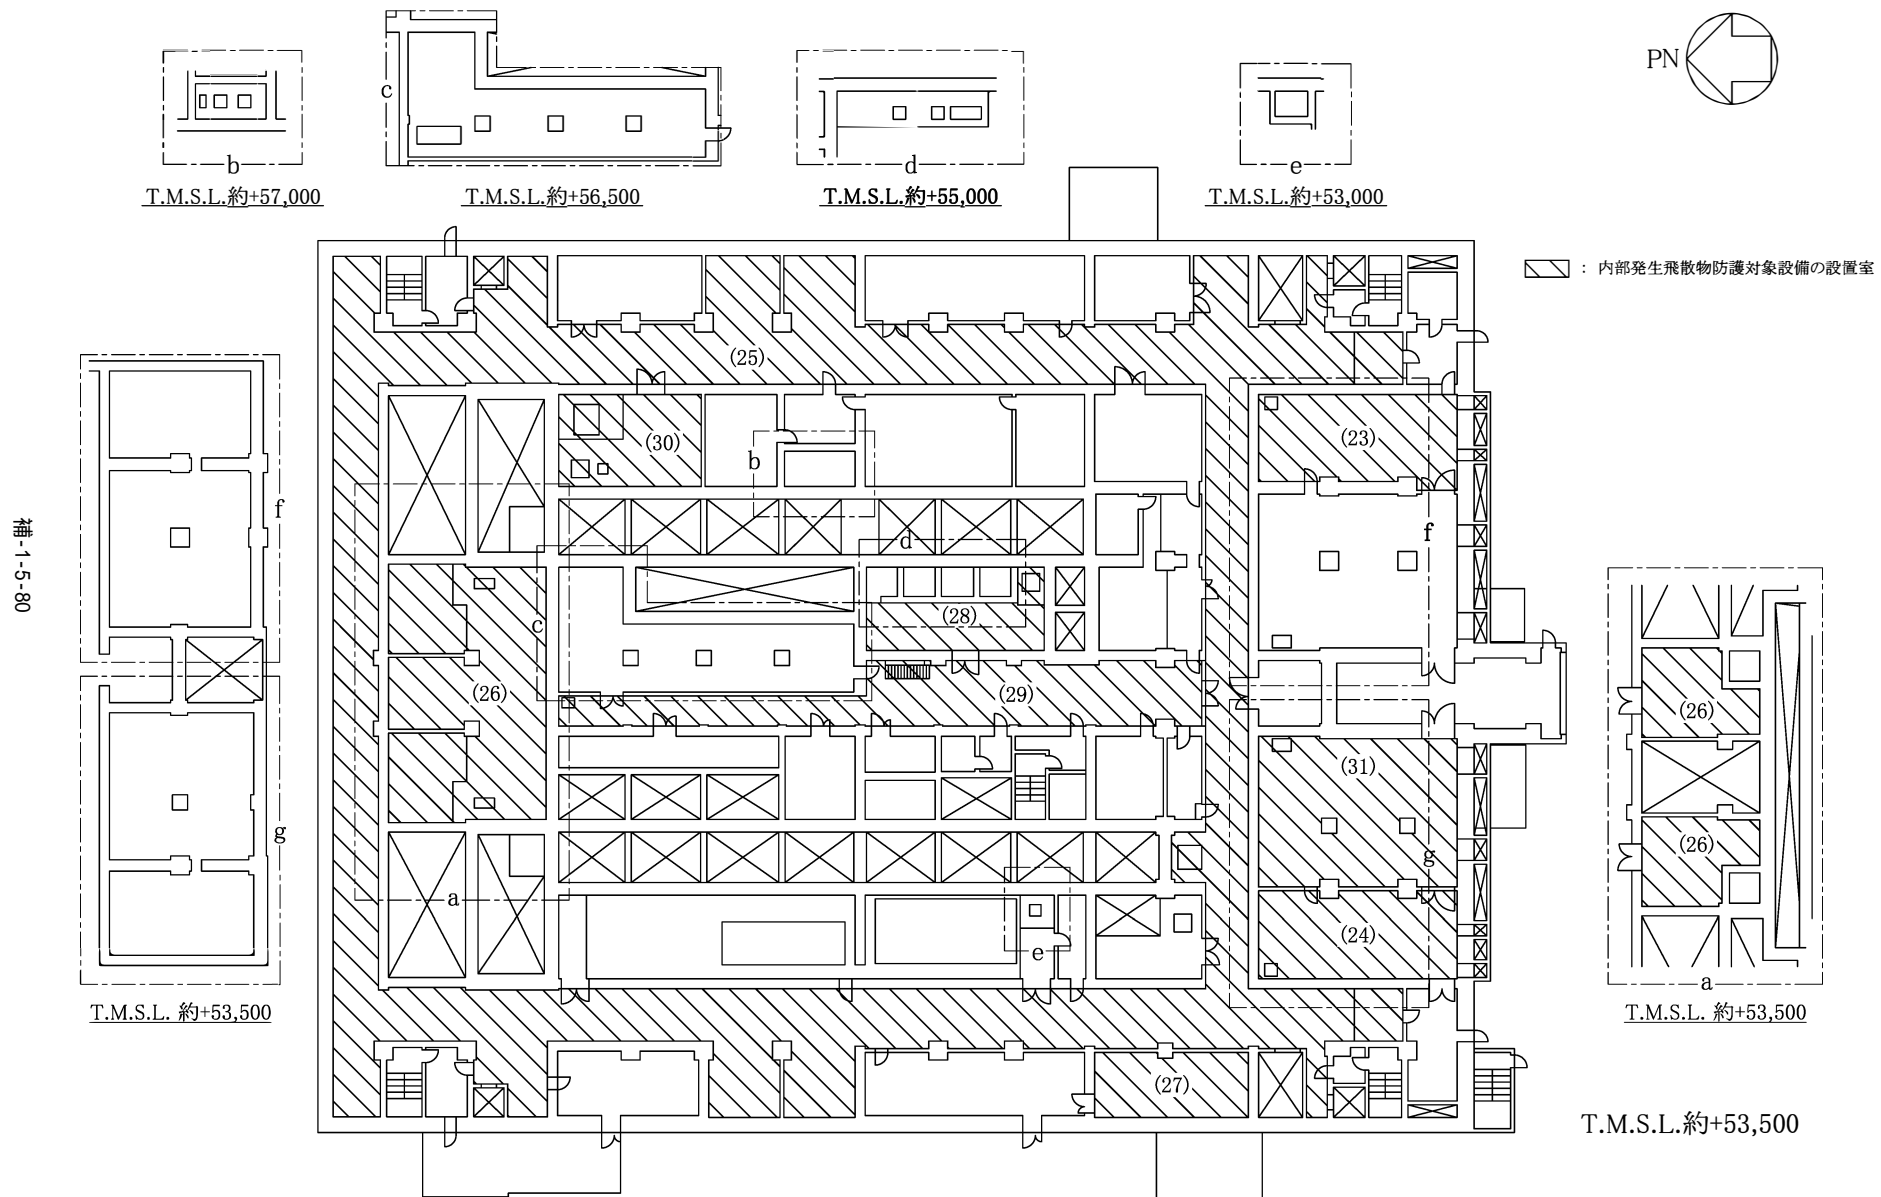 PN
c
b
d
e
T.M.S.L.約+57,000
T.M.S.L.約+56,500
T.M.S.L.約+55,000
T.M.S.L.約+53,000
: 内部発生飛散物防護対象設備の設置室
(25)
(30)
(23)
b
f
f
d
(28)
c
(26)
(29)
(26)
(31)
(26)
g
g
a
(24)
e
a
T.M.S.L. 約+53,500
T.M.S.L. 約+53,500
(27)
T.M.S.L.約+53,500
補-1-5-80